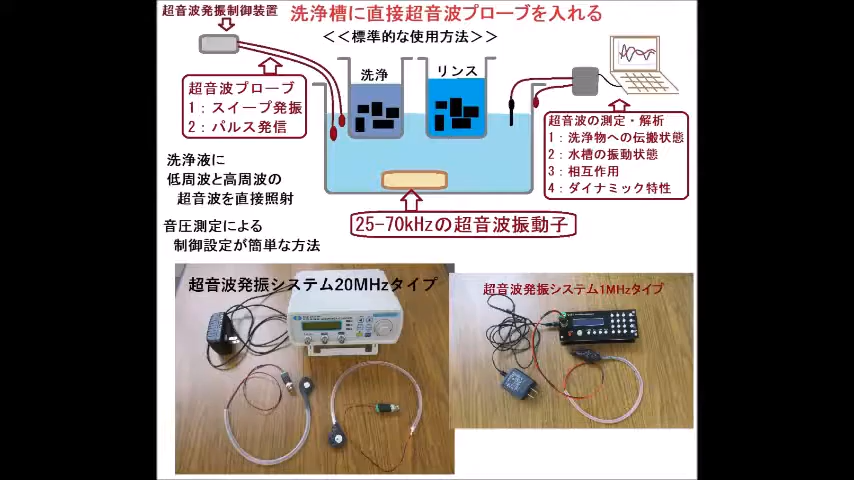 超音波発振制御装置
洗浄槽に直接超音波プローブを入れる
<<標準的な使用方法>>
洗浄
リンス
超音波プローブ
1：スイープ発振
2：パルス発信
超音波の測定・解析
1：洗浄物への伝搬状態
2：水槽の振動状態
3：相互作用
4：ダイナミック特性
洗浄液に
低周波と高周波の
超音波を直接照射
音圧測定による
制御設定が簡単な方法
25-70kHzの超音波振動子
超音波発振システム20MHzタイプ
超音波発振システム1MHzタイプ